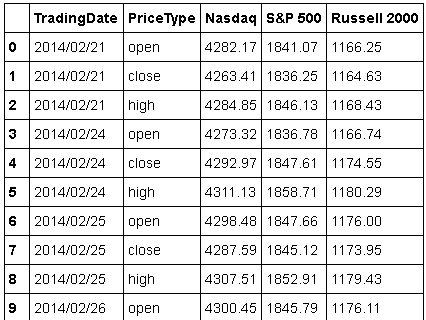 TradingDate PriceType Nasdaq S&P 500 Russell 2000
0 2014/02/21 open 4282.17 1841.07 1166.25
1 2014/02/21 close 4263.41 1836.25 1164.63
2 2014/02/21 high 4284.85 1846.13 1168.43
3 2014/02/24 open 4273.32 1836.78 1166.74
4 2014/02/24 close 4292.97 1847.61 1174.55
5 2014/02/24 high 4311.13 1858.71 1180.29
6 2014/02/25 open 4298.48 1847.66 1176.00
7 2014/02/25 close 4287.59 1845.12 1173.95
8 2014/02/25 high 4307.51 1852.91 1179.43
9 2014/02/26 open 4300.45 1845.79 1176.11